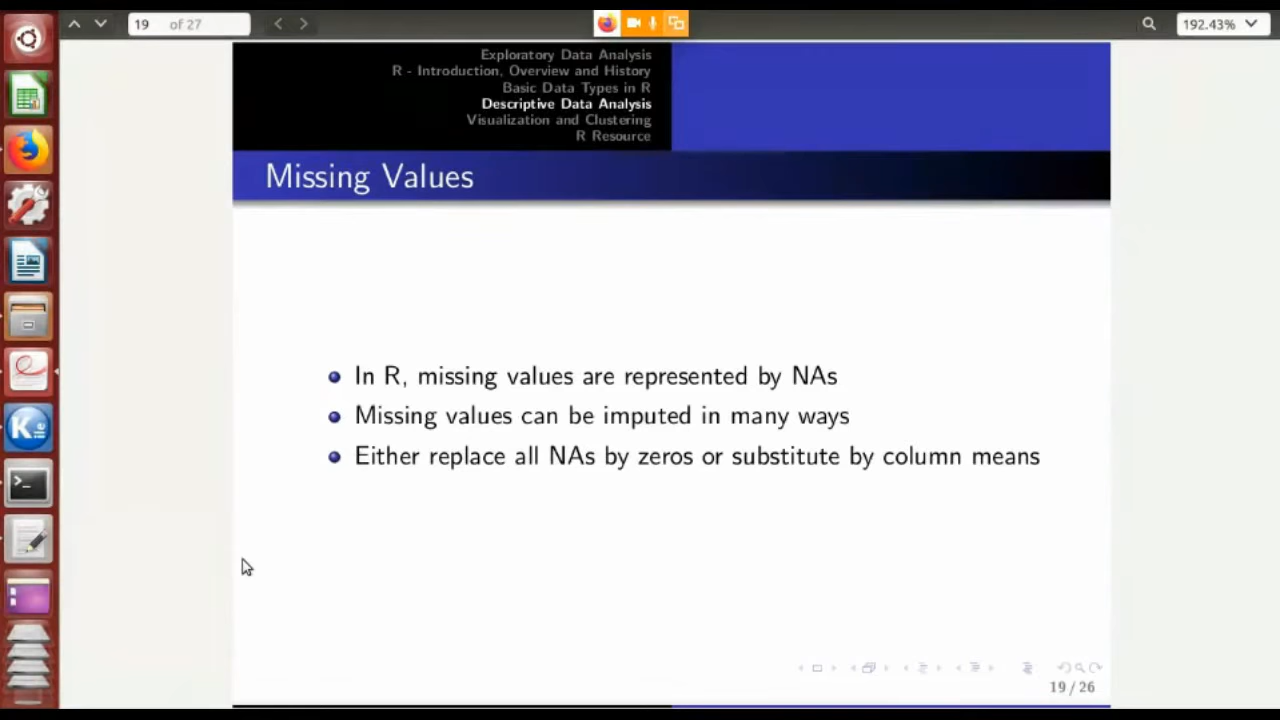 19 of 27
192.43%
Exploratory Data Analysis
R - Introduction, Overview and History
Basic Data Types in R
Descriptive Data Analysis
Visualization and Clustering
R Resource
Missing Values
In R, missing values are represented by NAs
Missing values can be imputed in many ways
Either replace all NAs by zeros or substitute by column means
19 / 26